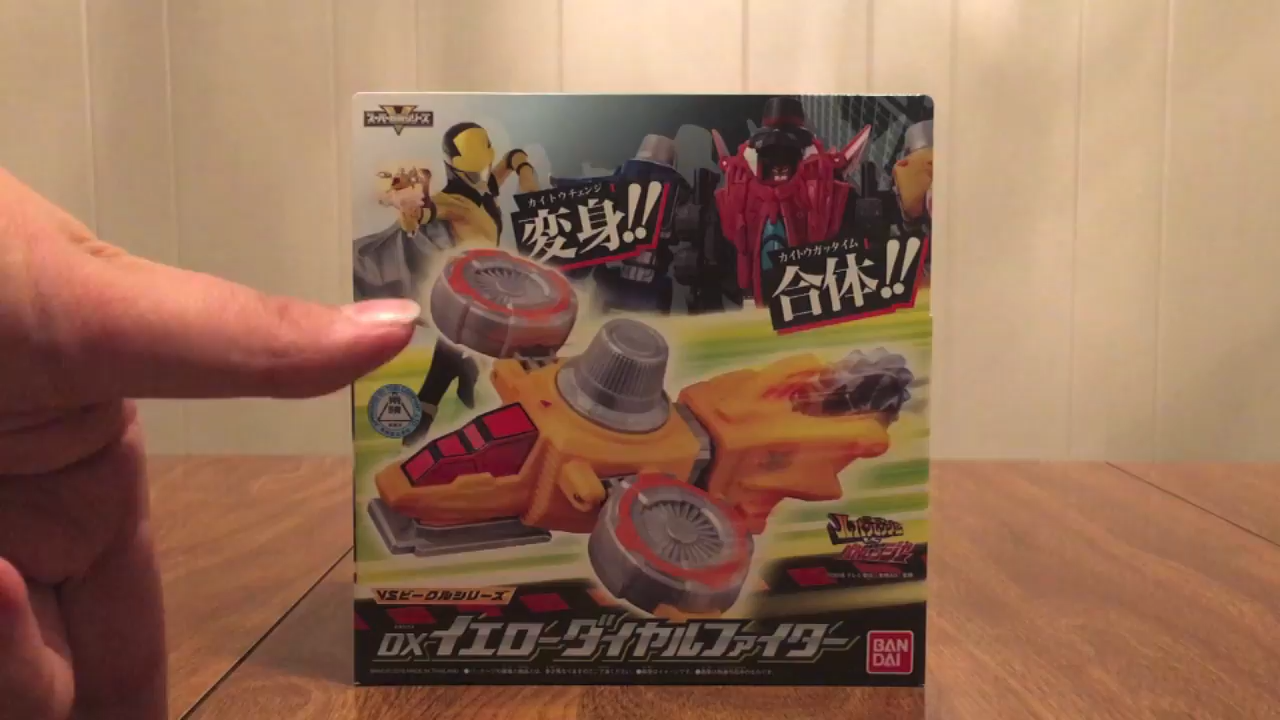 スーパー戦隊シリーズ
カイトウチェンジ
変身!!
カイトウガッタイム
合体!!
VSビークルシリーズ
DXイエローダイヤルファイター
BAN
DAI